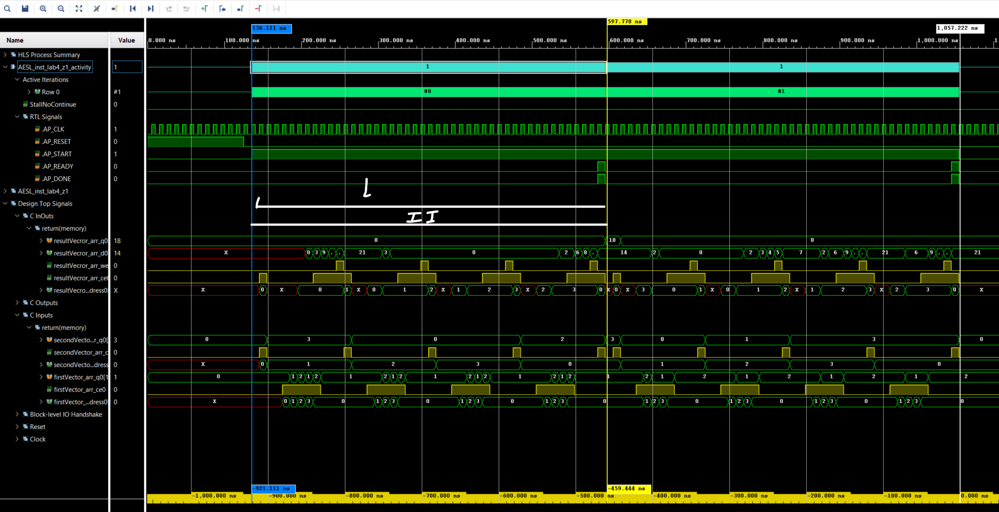 597.778 ns
136.111 ns 1,057.222 ns
Name Value 0.000 ns 100.000 ns 200.000 ns 300.000 ns 400.000 ns 500.000 ns 600.000 ns 700.000 ns 800.000 ns 900.000 ns 1,000.000 ns 1
HLS Process Summary
AESL_inst_lab4_z1_activity 1 1 1
Active Iterations
Row 0 #1 #0 #1
StallNoContinue 0
RTL Signals
.AP_CLK 1
.AP_RESET 0
.AP_START 1
.AP_READY 0
.AP_DONE 0
L
AESL_inst_lab4_z1
Design Top Signals
C InOuts II
return(memory)
resultVecror_arr_q0 18 0 18 0
resultVecror_arr_d0 14 X 0 3 9 . . 21 3 0 2 6 8 . 14 2 0 2 3 4 5 7 2 6 9 . . 21 6 9 . . 21
resultVecror_arr_we 0
resultVecror_arr_ce0 0
resultVecro...dress0 X X 0 X 0 1 X 0 1 2 X 1 2 3 X 2 3 0 X 0 X 3 0 1 X 0 1 2 X 1 2 3 X 2 3 0 X
C Outputs
C Inputs
return(memory)
secondVecto...r_q0[ 3 0 3 0 2 3 0 1 3 0
secondVector_arr_c 0
secondVecto...dress 0 X 0 1 2 3 0 1 2 3 0
firstVector_arr_q0[1 1 0 1 2 1 2 1 2 1 2 1 2 1 2 1 2 1 2 1 2 1 2 1 2 1 2 1 2 1 2
firstVector_arr_ce0 0
firstVector_...dress0 0 X 0 1 2 3 0 1 2 3 0 1 2 3 0 1 2 3 0 1 2 3 0 1 2 3 0 1 2 3 0 1 2 3 0
Block-level IO Handshake
Reset
Clock
-921.111 ns -459.444 ns
-1,000.000 ns -900.000 ns -800.000 ns -700.000 ns -600.000 ns -500.000 ns -400.000 ns -300.000 ns -200.000 ns -100.000 ns 0.000 ns